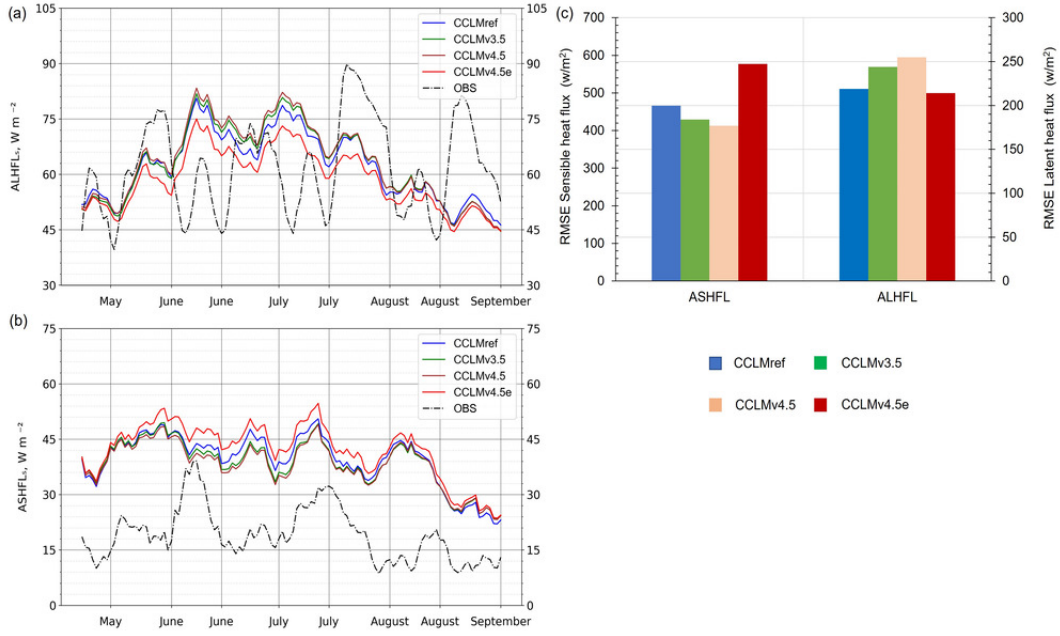 (a)
105
90
75
60
45
30
ALHFLs, W m⁻²
CCLMref
CCLMv3.5
CCLMv4.5
CCLMv4.5e
OBS
105
90
75
60
45
30
May June June July July August August September
(b)
75
60
45
30
15
0
ASHFLs, W m⁻²
CCLMref
CCLMv3.5
CCLMv4.5
CCLMv4.5e
OBS
75
60
45
30
15
0
May June June July July August August September
(c)
RMSE Sensible heat flux (w/m²)
700
600
500
400
300
200
100
0
300
250
200
150
100
50
0
RMSE Latent heat flux (w/m²)
ASHFL ALHFL
CCLMref CCLMv3.5
CCLMv4.5 CCLMv4.5e